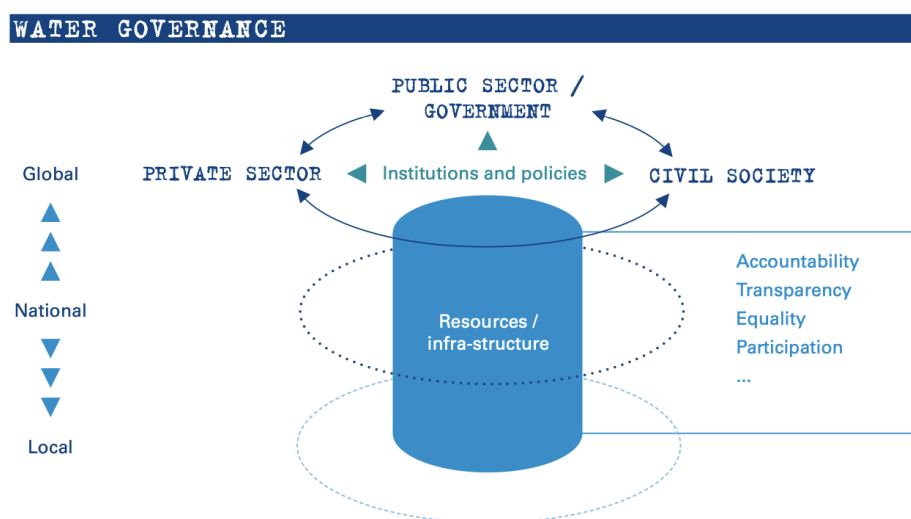 WATER GOVERNANCE
PUBLIC SECTOR /
GOVERNMENT
Global
PRIVATE SECTOR
Institutions and policies
CIVIL SOCIETY
National
Local
Resources /
infra-structure
Accountability
Transparency
Equality
Participation
...